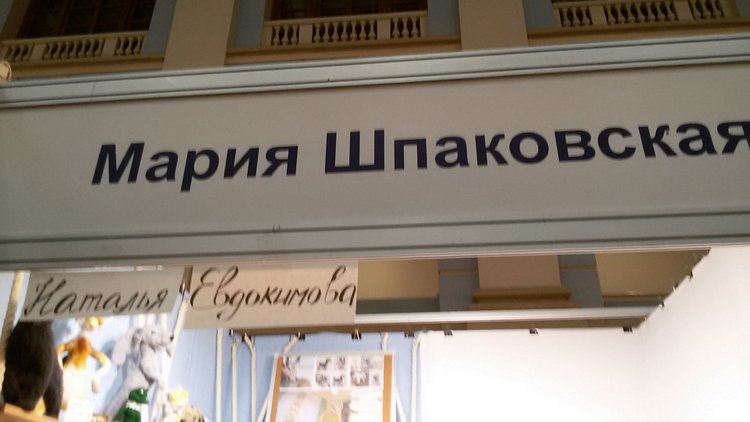 Мария Шпаковская
Наталья Евдокимова